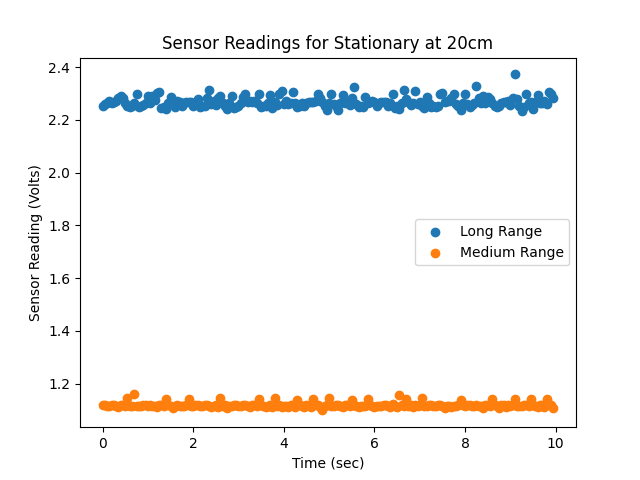 Sensor Readings for Stationary at 20cm
2.4
2.2
2.0
1.8
1.6
1.4
1.2
Sensor Reading (Volts)
Long Range
Medium Range
0 2 4 6 8 10
Time (sec)